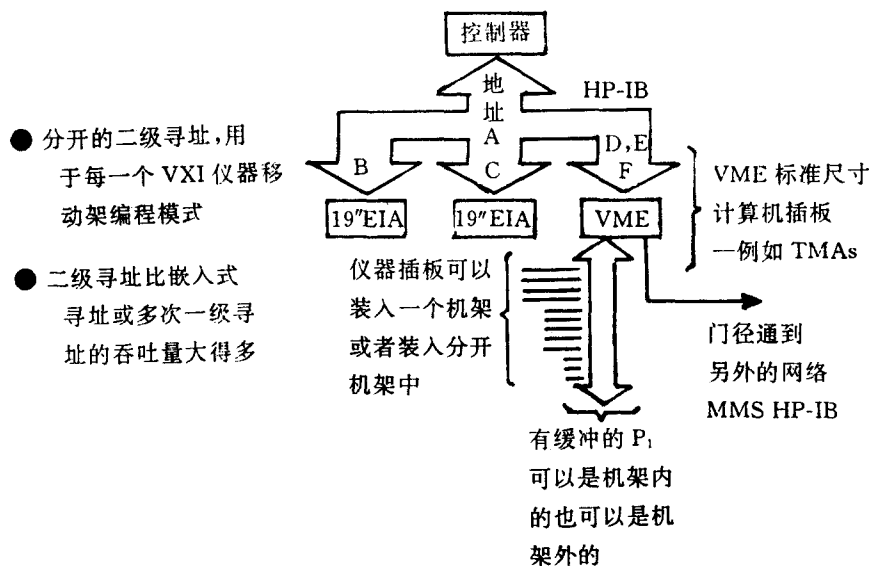 控制器
地
址
A
HP-IB
B
C
D,E
F
19"EIA
19"EIA
VME
● 分开的二级寻址,用
于每一个 VXI 仪器移
动架编程模式
● 二级寻址比嵌入式
寻址或多次一级寻
址的吞吐量大得多
VME 标准尺寸
计算机插板
—例如 TMAs
仪器插板可以
装入一个机架
或者装入分开
机架中
门径通到
另外的网络
MMS HP-IB
有缓冲的 P₁
可以是机架内
的也可以是机
架外的